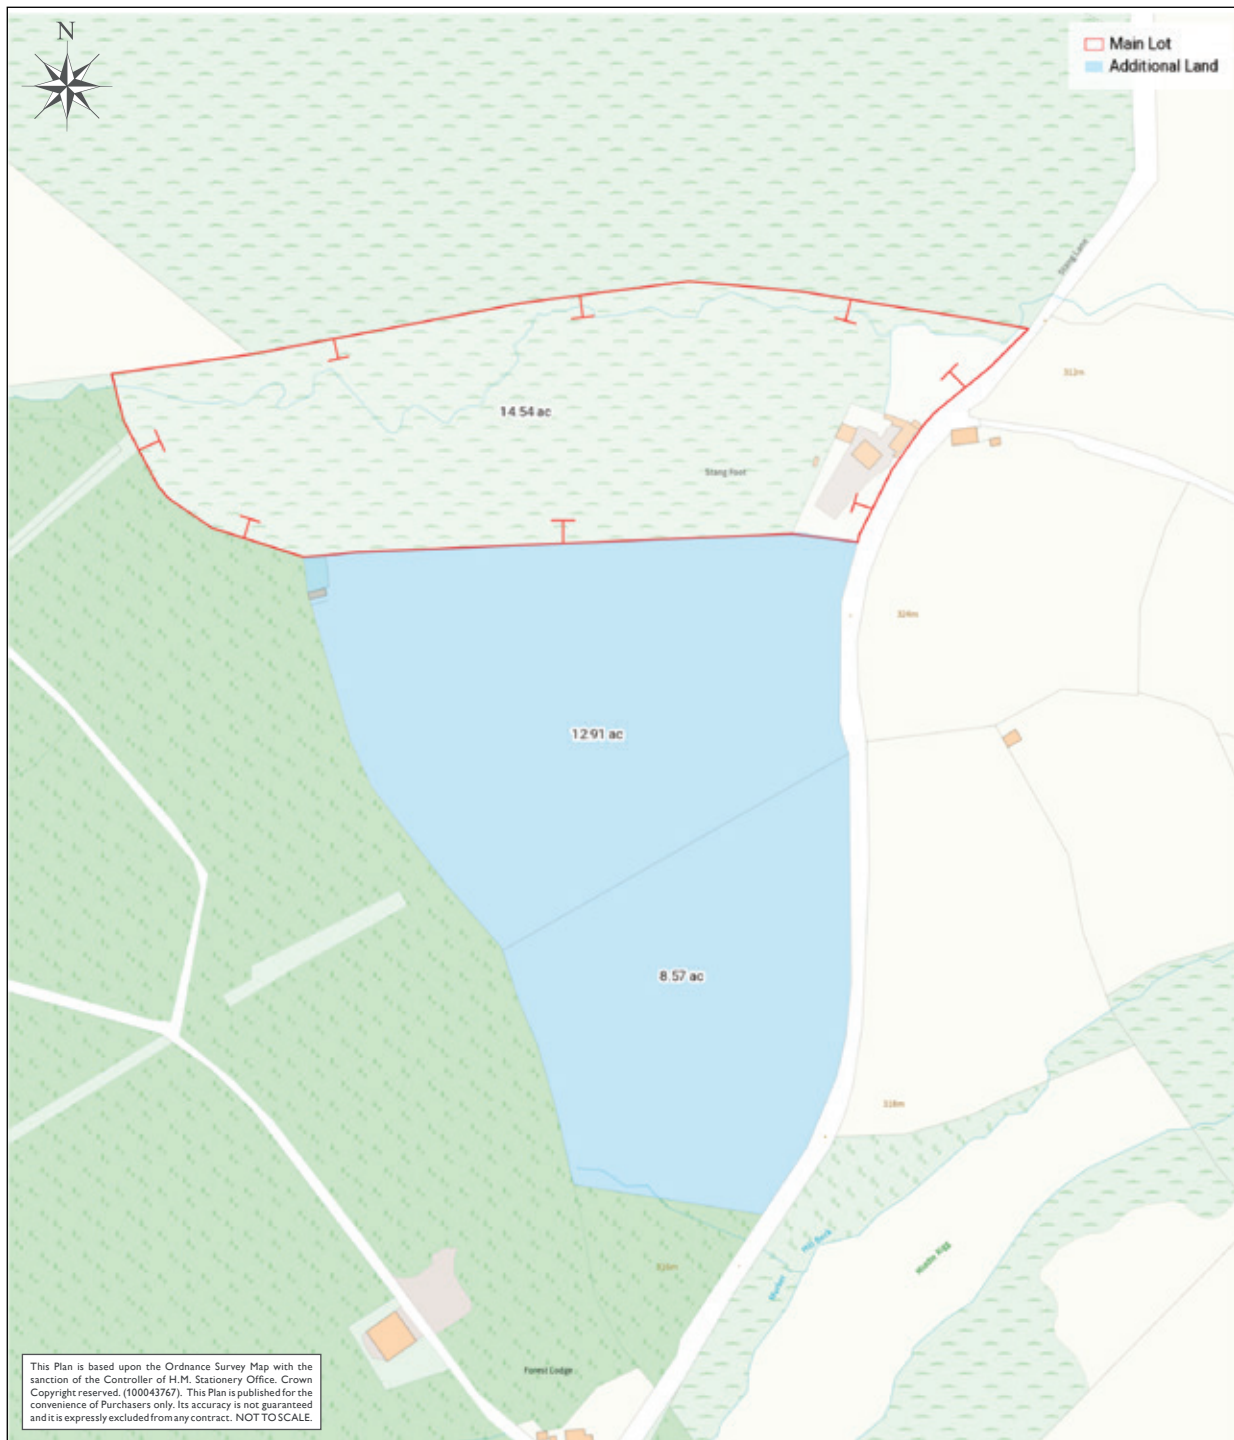 N
Main Lot
Additional Land
Stang Lane
312m
14.54 ac
Stang Foot
324m
12.91 ac
8.57 ac
318m
Hill Beck
Forest Lodge
This Plan is based upon the Ordnance Survey Map with the
sanction of the Controller of H.M. Stationery Office. Crown
Copyright reserved. (100043767). This Plan is published for the
convenience of Purchasers only. Its accuracy is not guaranteed
and it is expressly excluded from any contract. NOT TO SCALE.